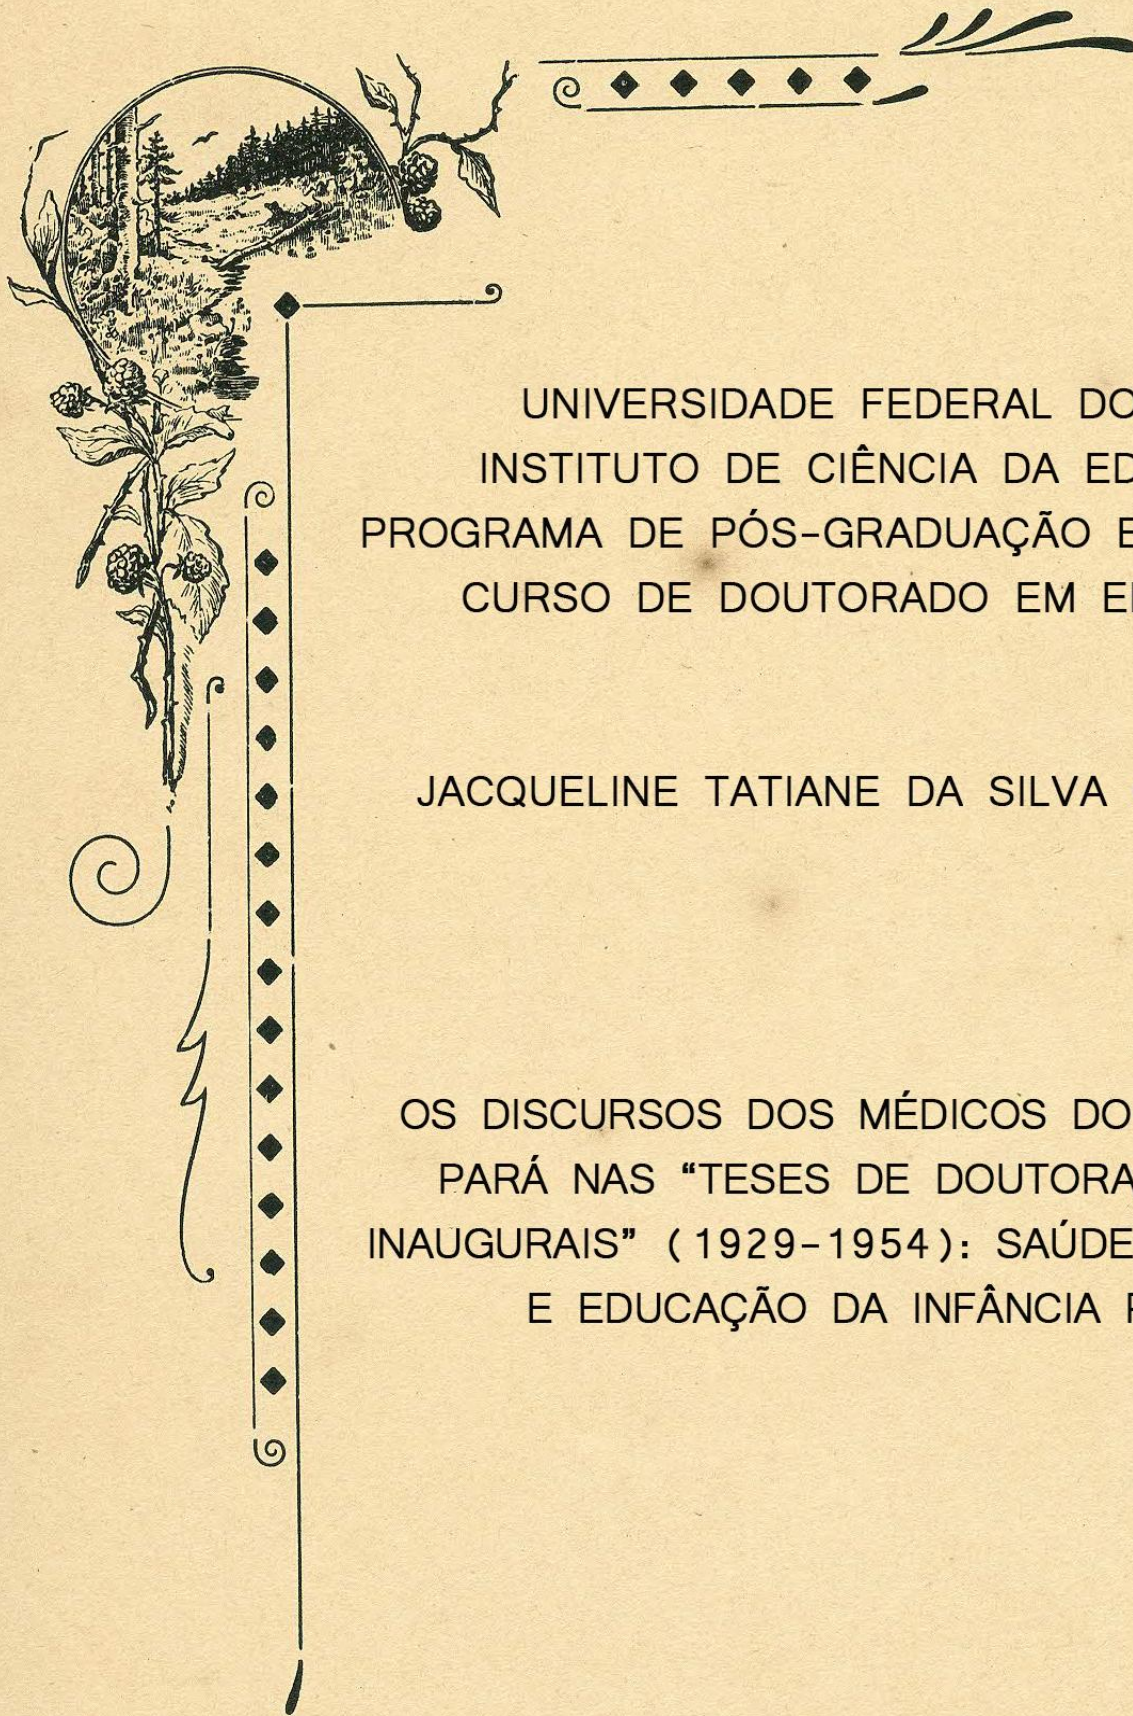 UNIVERSIDADE FEDERAL DO
INSTITUTO DE CIÊNCIA DA ED
PROGRAMA DE PÓS-GRADUAÇÃO E
CURSO DE DOUTORADO EM E
JACQUELINE TATIANE DA SILVA
OS DISCURSOS DOS MÉDICOS DO
PARÁ NAS “TESES DE DOUTORA
INAUGURAIS” (1929-1954): SAÚDE
E EDUCAÇÃO DA INFÂNCIA